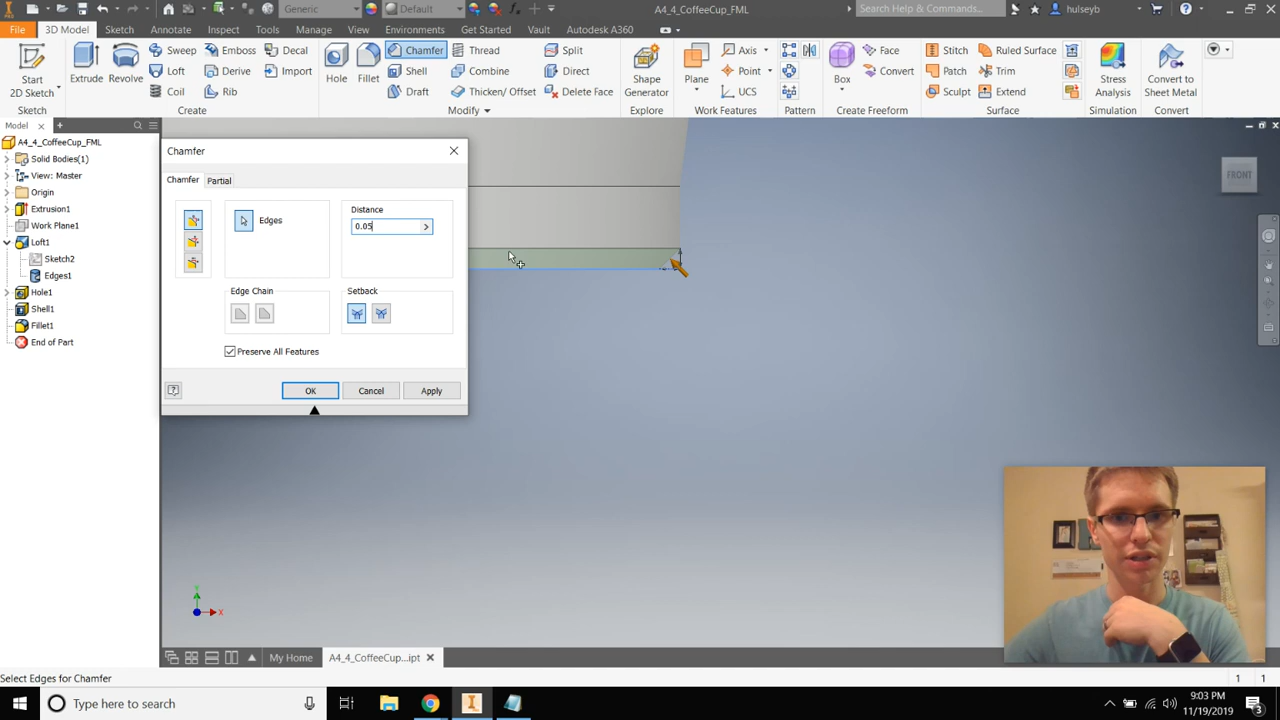 Generic
Default
A4_4_CoffeeCup_FML
Search Help & Commands...
hulseyb
File
3D Model
Sketch
Annotate
Inspect
Tools
Manage
View
Environments
Get Started
Vault
Autodesk A360
Start
2D Sketch
Sketch
Extrude
Revolve
Sweep
Loft
Coil
Emboss
Derive
Rib
Decal
Import
Create
Hole
Fillet
Chamfer
Shell
Draft
Thread
Combine
Thicken/ Offset
Split
Direct
Delete Face
Modify
Shape
Generator
Explore
Plane
Axis
Point
UCS
Work Features
Pattern
Box
Face
Convert
Create Freeform
Stitch
Patch
Sculpt
Ruled Surface
Trim
Extend
Surface
Stress
Analysis
Simulation
Convert to
Sheet Metal
Convert
Model
A4_4_CoffeeCup_FML
Solid Bodies(1)
View: Master
Origin
Extrusion1
Work Plane1
Loft1
Sketch2
Edges1
Hole1
Shell1
Fillet1
End of Part
Chamfer
Chamfer
Partial
Edges
Distance
0.05
Edge Chain
Setback
Preserve All Features
OK
Cancel
Apply
FRONT
Y
X
My Home
A4_4_CoffeeCup...ipt
Select Edges for Chamfer
1
1
Type here to search
9:03 PM
11/19/2019
3